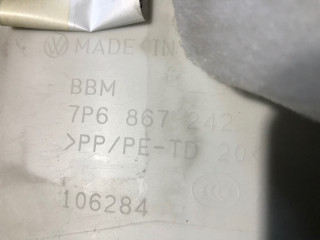 MADE IN
BBM
7P6 867 242
>PP/PE-TD 20
106284